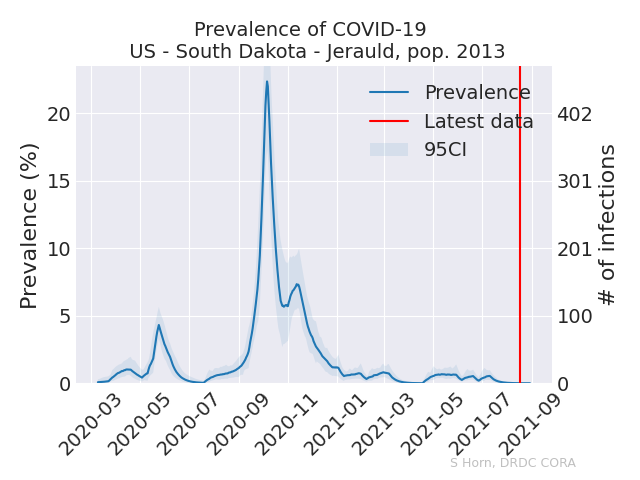 Prevalence of COVID-19
US - South Dakota - Jerauld, pop. 2013
Prevalence (%)
20
15
10
5
0
Prevalence
Latest data
95CI
402
301
201
100
0
# of infections
2020-03
2020-05
2020-07
2020-09
2020-11
2021-01
2021-03
2021-05
2021-07
2021-09
S Horn, DRDC CORA